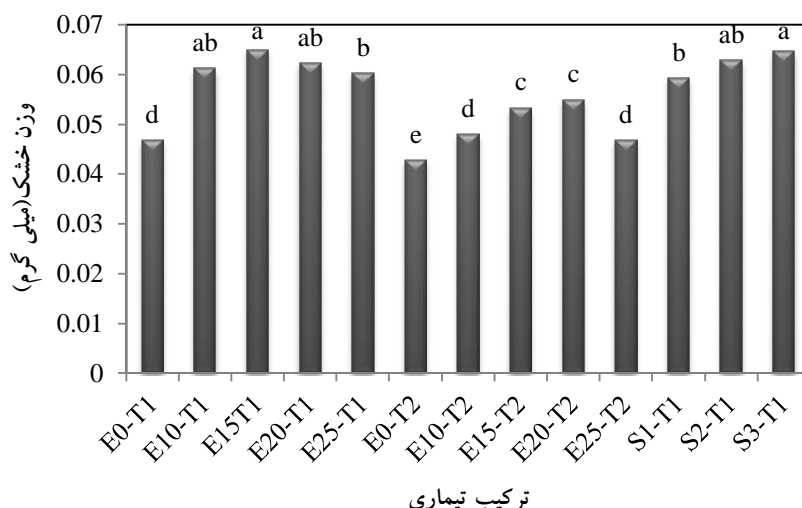 وزن خشک(میلی گرم)
0.07
0.06
0.05
0.04
0.03
0.02
0.01
0
d
ab
a
ab
b
e
d
c
c
d
b
ab
a
E0-T1
E10-T1
E15T1
E20-T1
E25-T1
E0-T2
E10-T2
E15-T2
E20-T2
E25-T2
S1-T1
S2-T1
S3-T1
ترکیب تیماری